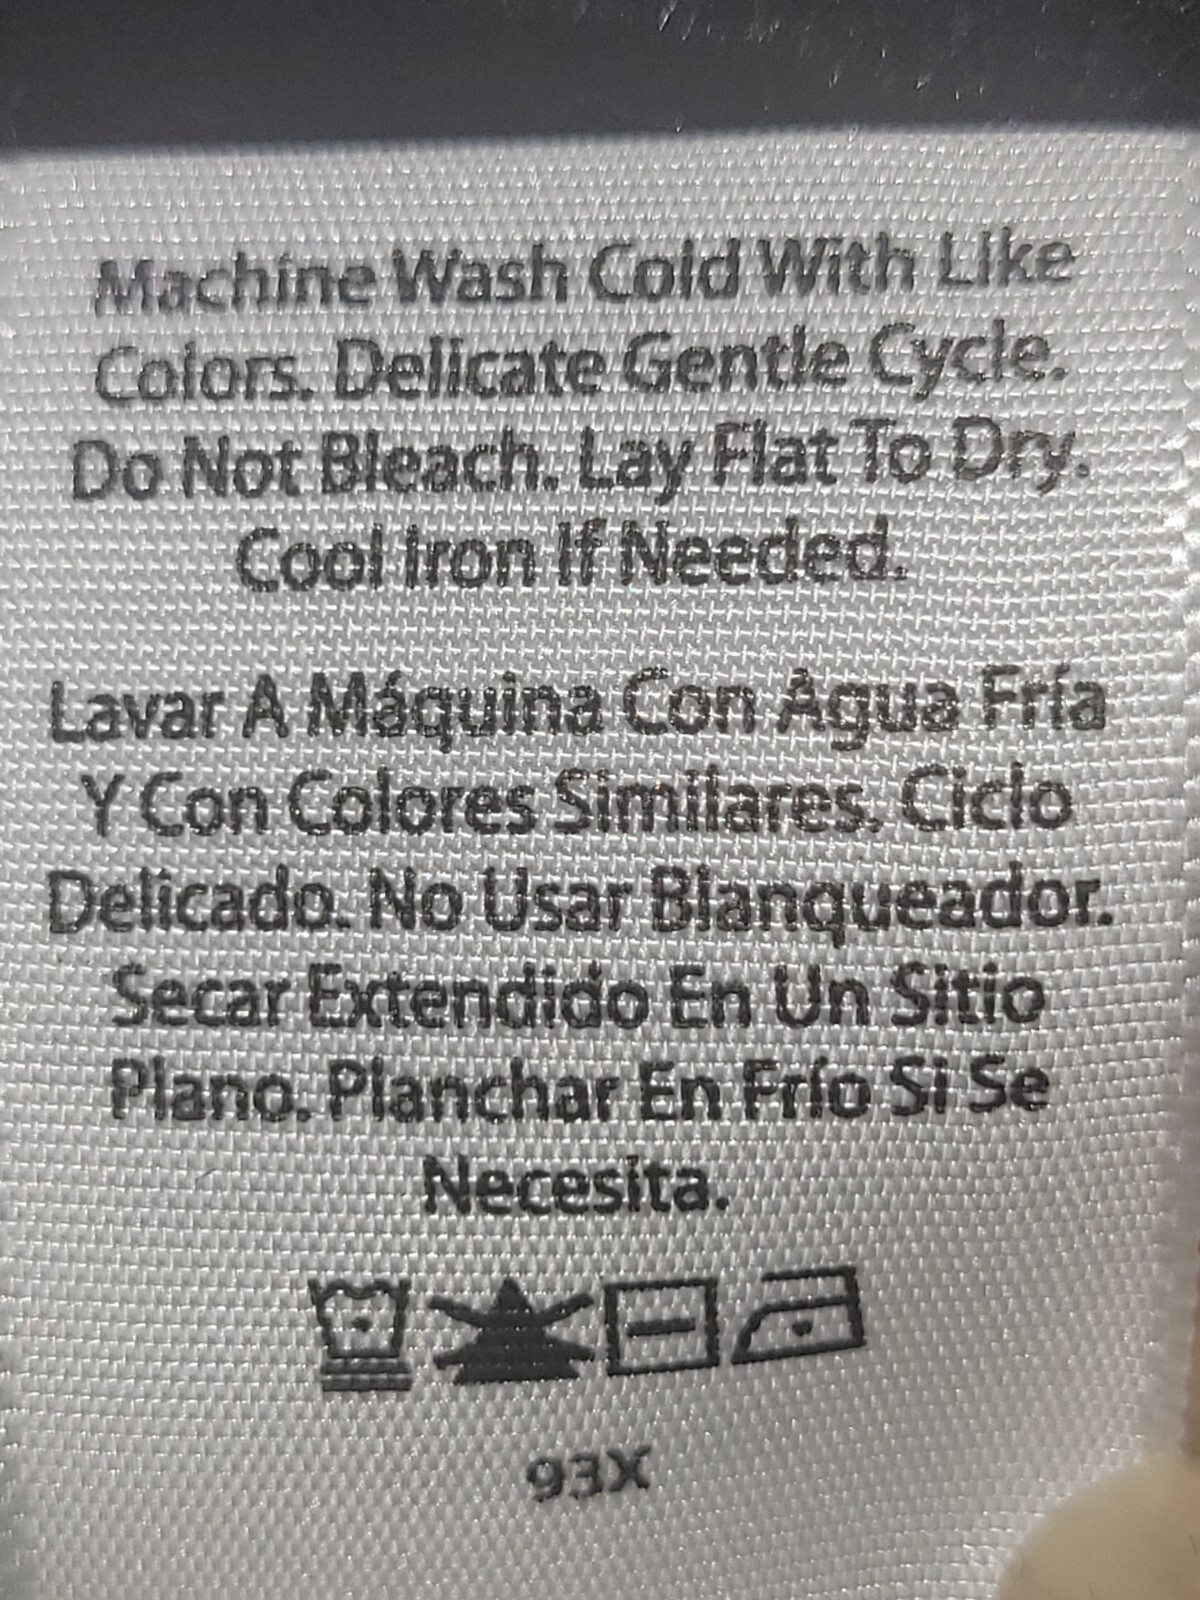 Machine Wash Cold With Like
Colors. Delicate Gentle Cycle.
Do Not Bleach. Lay Flat To Dry.
Cool Iron If Needed.
Lavar A Máquina Con Agua Fría
Y Con Colores Similares. Ciclo
Delicado. No Usar Blanqueador.
Secar Extendido En Un Sitio
Plano. Planchar En Frío Si Se
Necesita.
93X